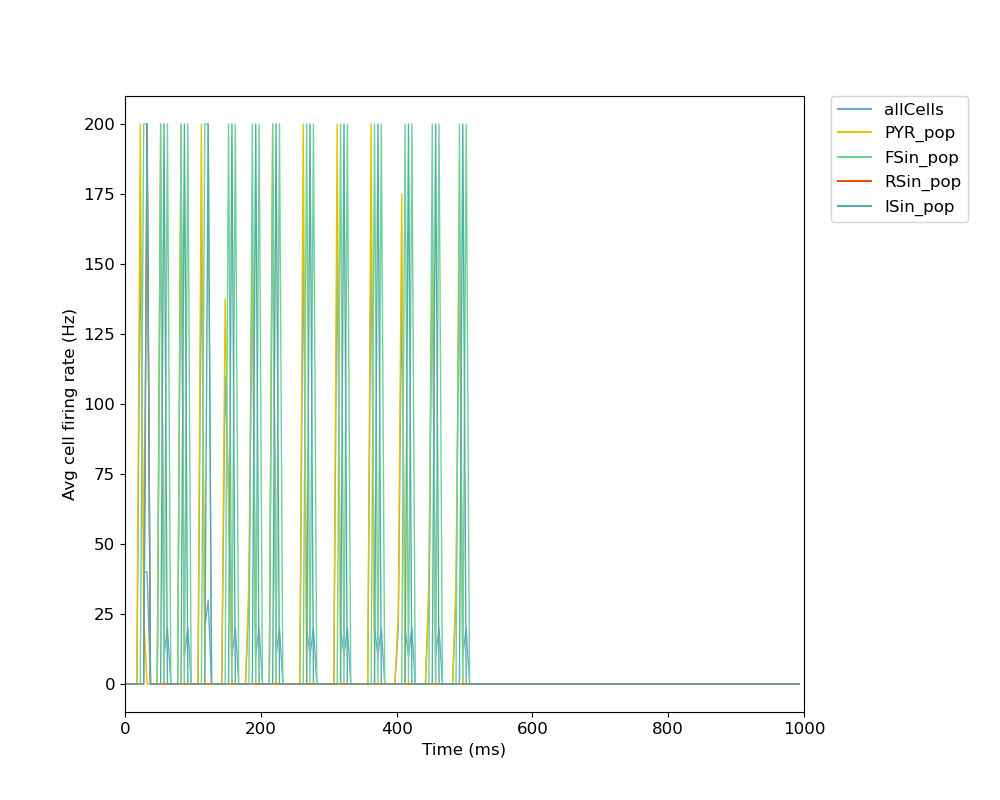 allCells
PYR_pop
FSin_pop
RSin_pop
ISin_pop
200
175
150
125
100
75
50
25
0
Avg cell firing rate (Hz)
0 200 400 600 800 1000
Time (ms)